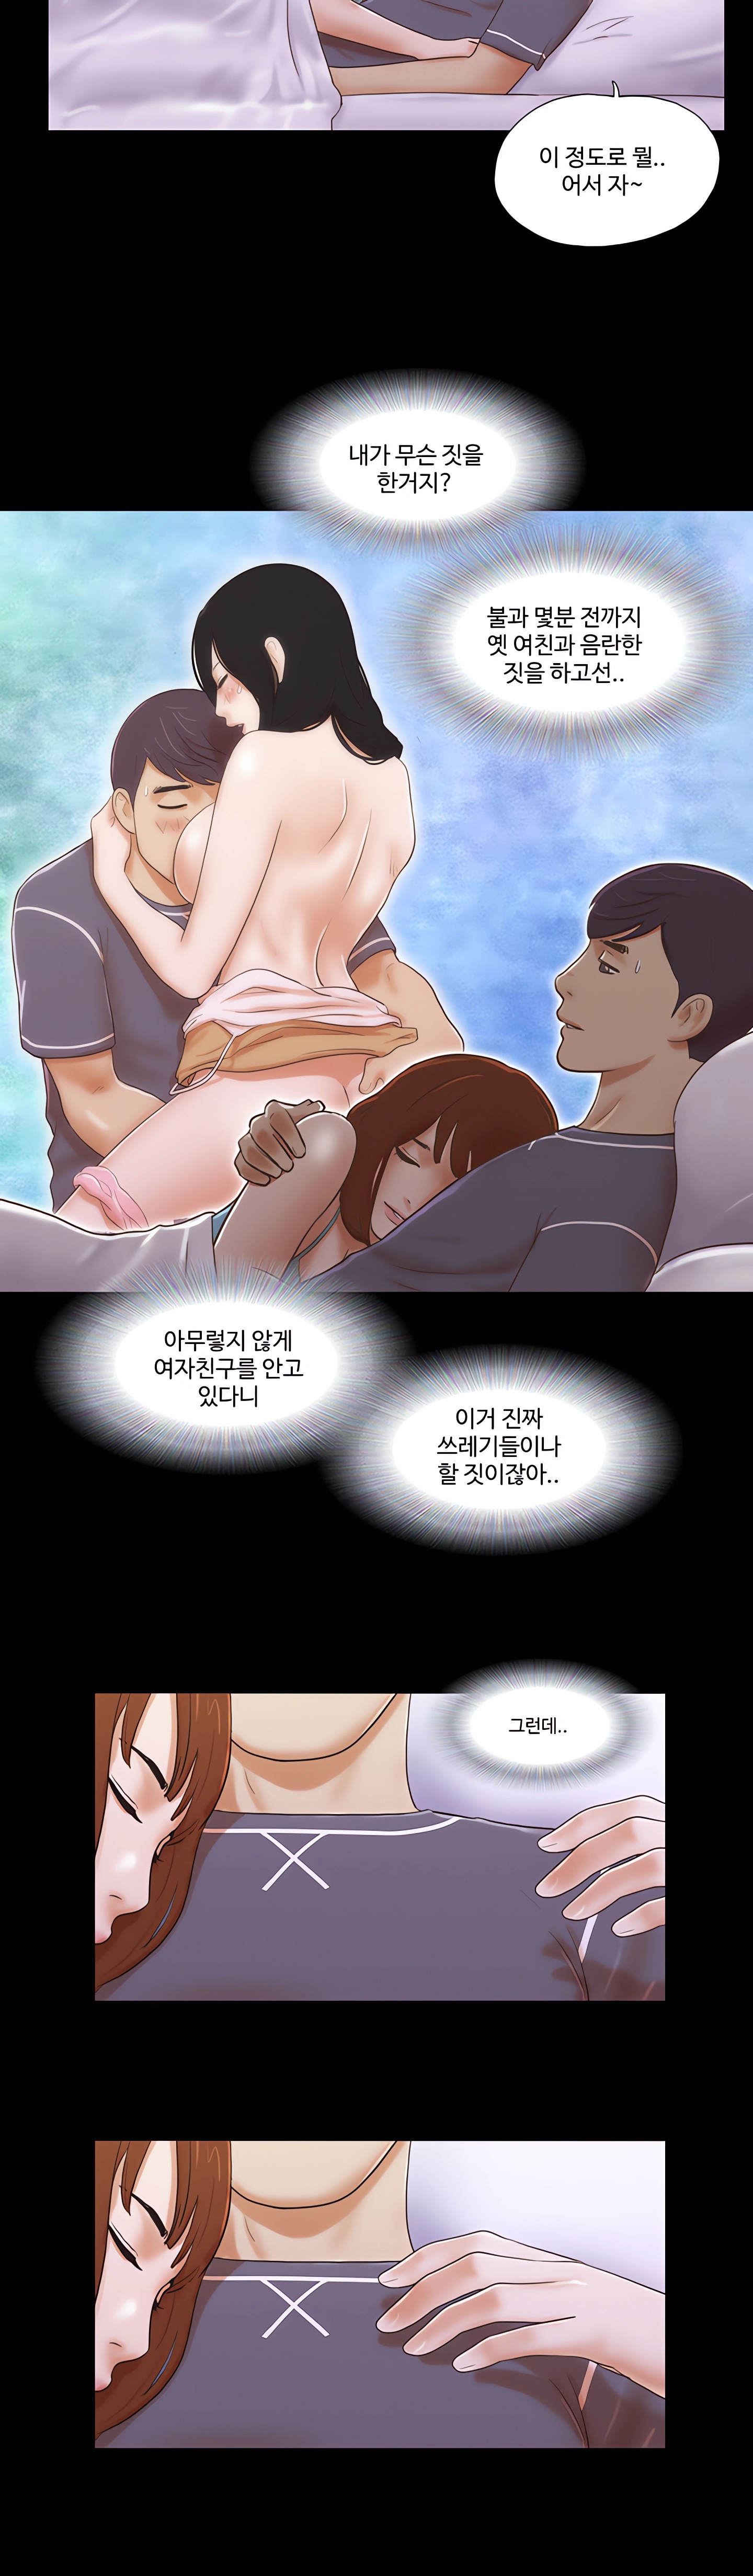 이 정도로 뭘..
어서 자~
내가 무슨 짓을
한거지?
불과 몇분 전까지
옛 여친과 음란한
짓을 하고선..
아무렇지 않게
여자친구를 안고
있다니
이거 진짜
쓰레기들이나
할 짓이잖아..
그런데..